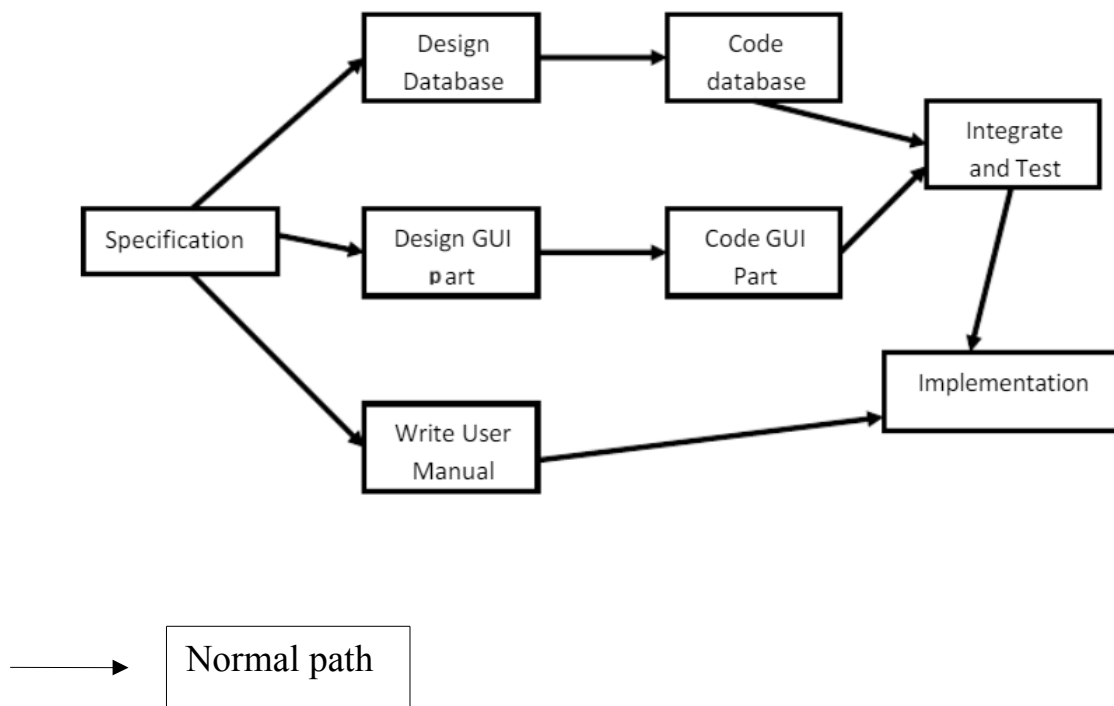 Design
Database
Code
database
Integrate
and Test
Specification
Design GUI
part
Code GUI
Part
Implementation
Write User
Manual
Normal path